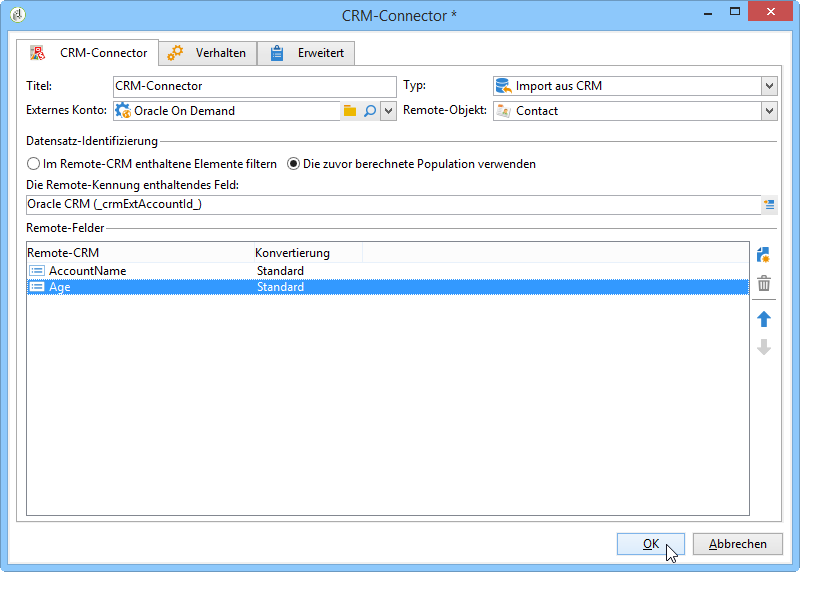 CRM-Connector *
CRM-Connector Verhalten Erweitert
Titel: CRM-Connector Typ: Import aus CRM
Externes Konto: Oracle On Demand Remote-Objekt: Contact
Datensatz-Identifizierung
Im Remote-CRM enthaltene Elemente filtern Die zuvor berechnete Population verwenden
Die Remote-Kennung enthaltendes Feld:
Oracle CRM (_crmExtAccountId_)
Remote-Felder
Remote-CRM Konvertierung
AccountName Standard
Age Standard
OK Abbrechen